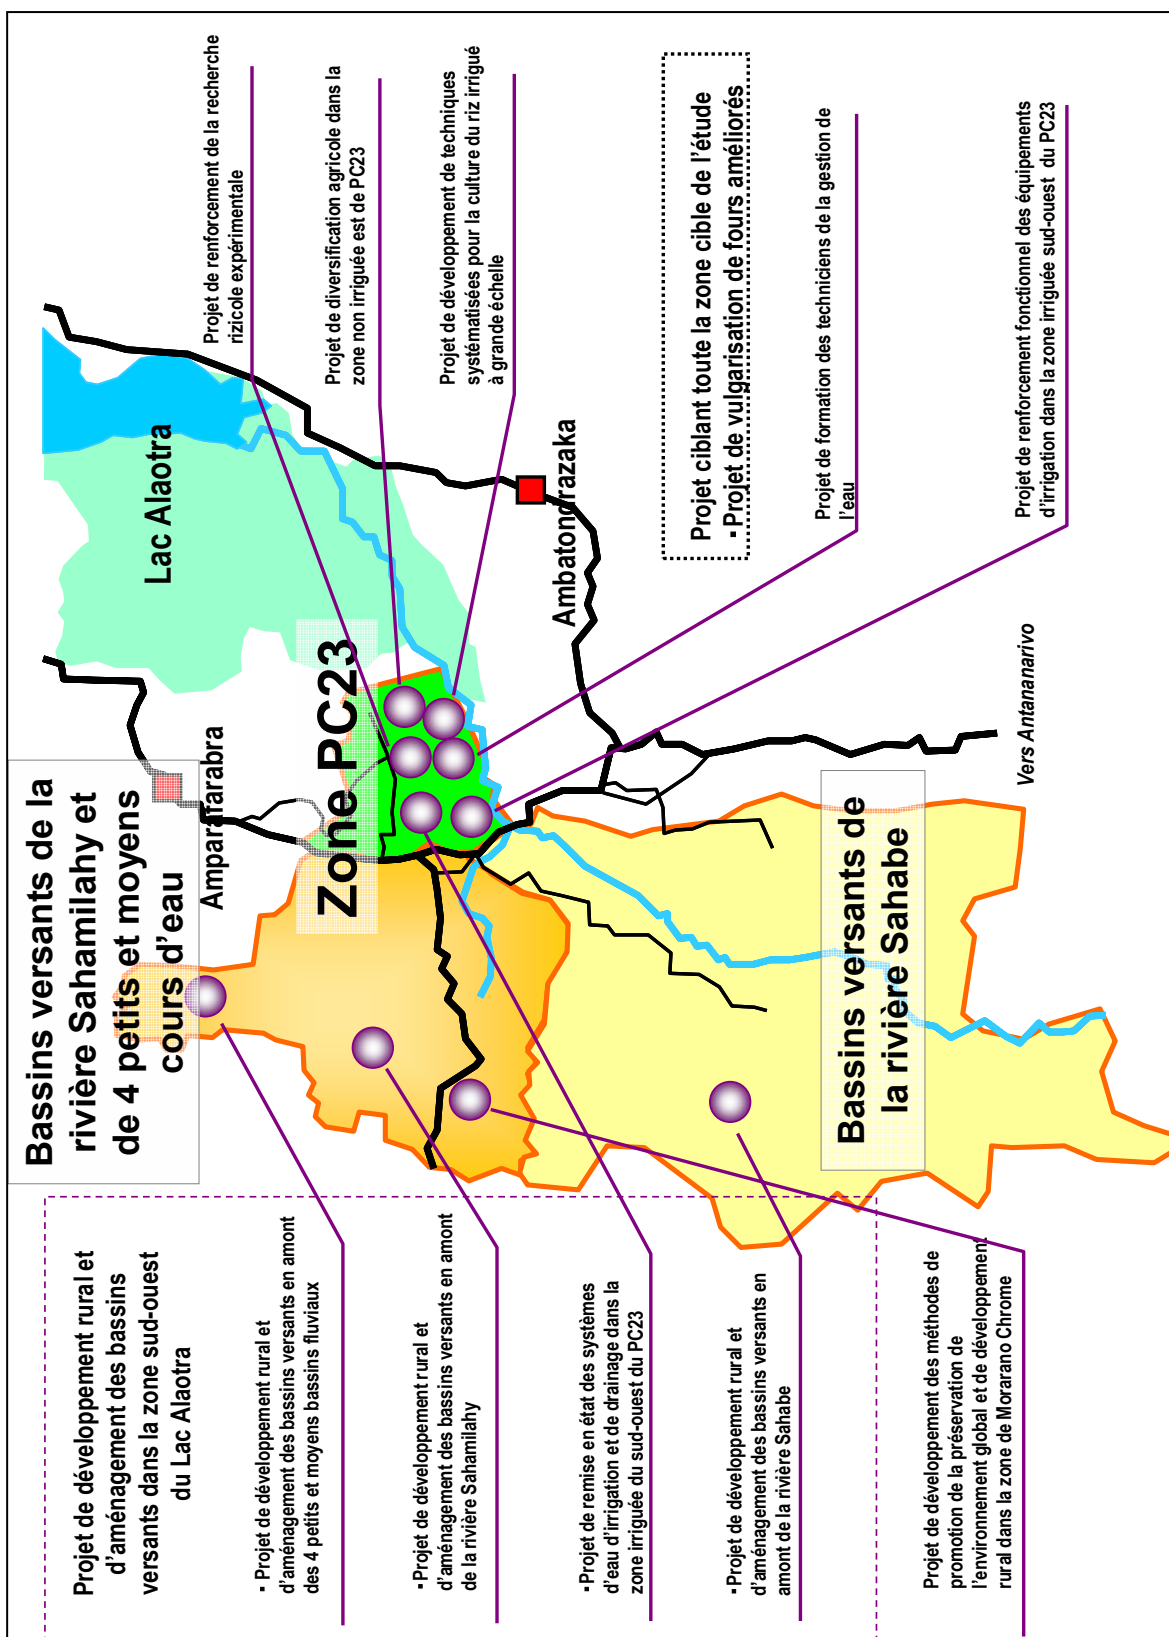 Projet de développement rural et
d'aménagement des bassins
versants dans la zone sud-ouest
du Lac Alaotra
▪ Projet de développement rural et
d'aménagement des bassins versants en amont
des 4 petits et moyens bassins fluviaux
▪Projet de développement rural et
d'aménagement des bassins versants en amont
de la rivière Sahamilahy
▪Projet de remise en état des systèmes
d'eau d'irrigation et de drainage dans la
zone irriguée du sud-ouest du PC23
▪Projet de développement rural et
d'aménagement des bassins versants en
amont de la rivière Sahabe
Projet de développement des méthodes de
promotion de la préservation de
l'environnement global et de développement
rural dans la zone de Morarano Chrome
Bassins versants de la
rivière Sahamilahy et
de 4 petits et moyens
cours d'eau
Amparafarabra
Zone PC23
Bassins versants de
la rivière Sahabe
Vers Antananarivo
Lac Alaotra
Ambatondrazaka
Projet de renforcement de la recherche
rizicole expérimentale
Projet de diversification agricole dans la
zone non irriguée est de PC23
Projet de développement de techniques
systématisées pour la culture du riz irrigué
à grande échelle
Projet ciblant toute la zone cible de l'étude
▪ Projet de vulgarisation de fours améliorés
Projet de formation des techniciens de la gestion de
l'eau
Projet de renforcement fonctionnel des équipements
d'irrigation dans la zone irriguée sud-ouest du PC23